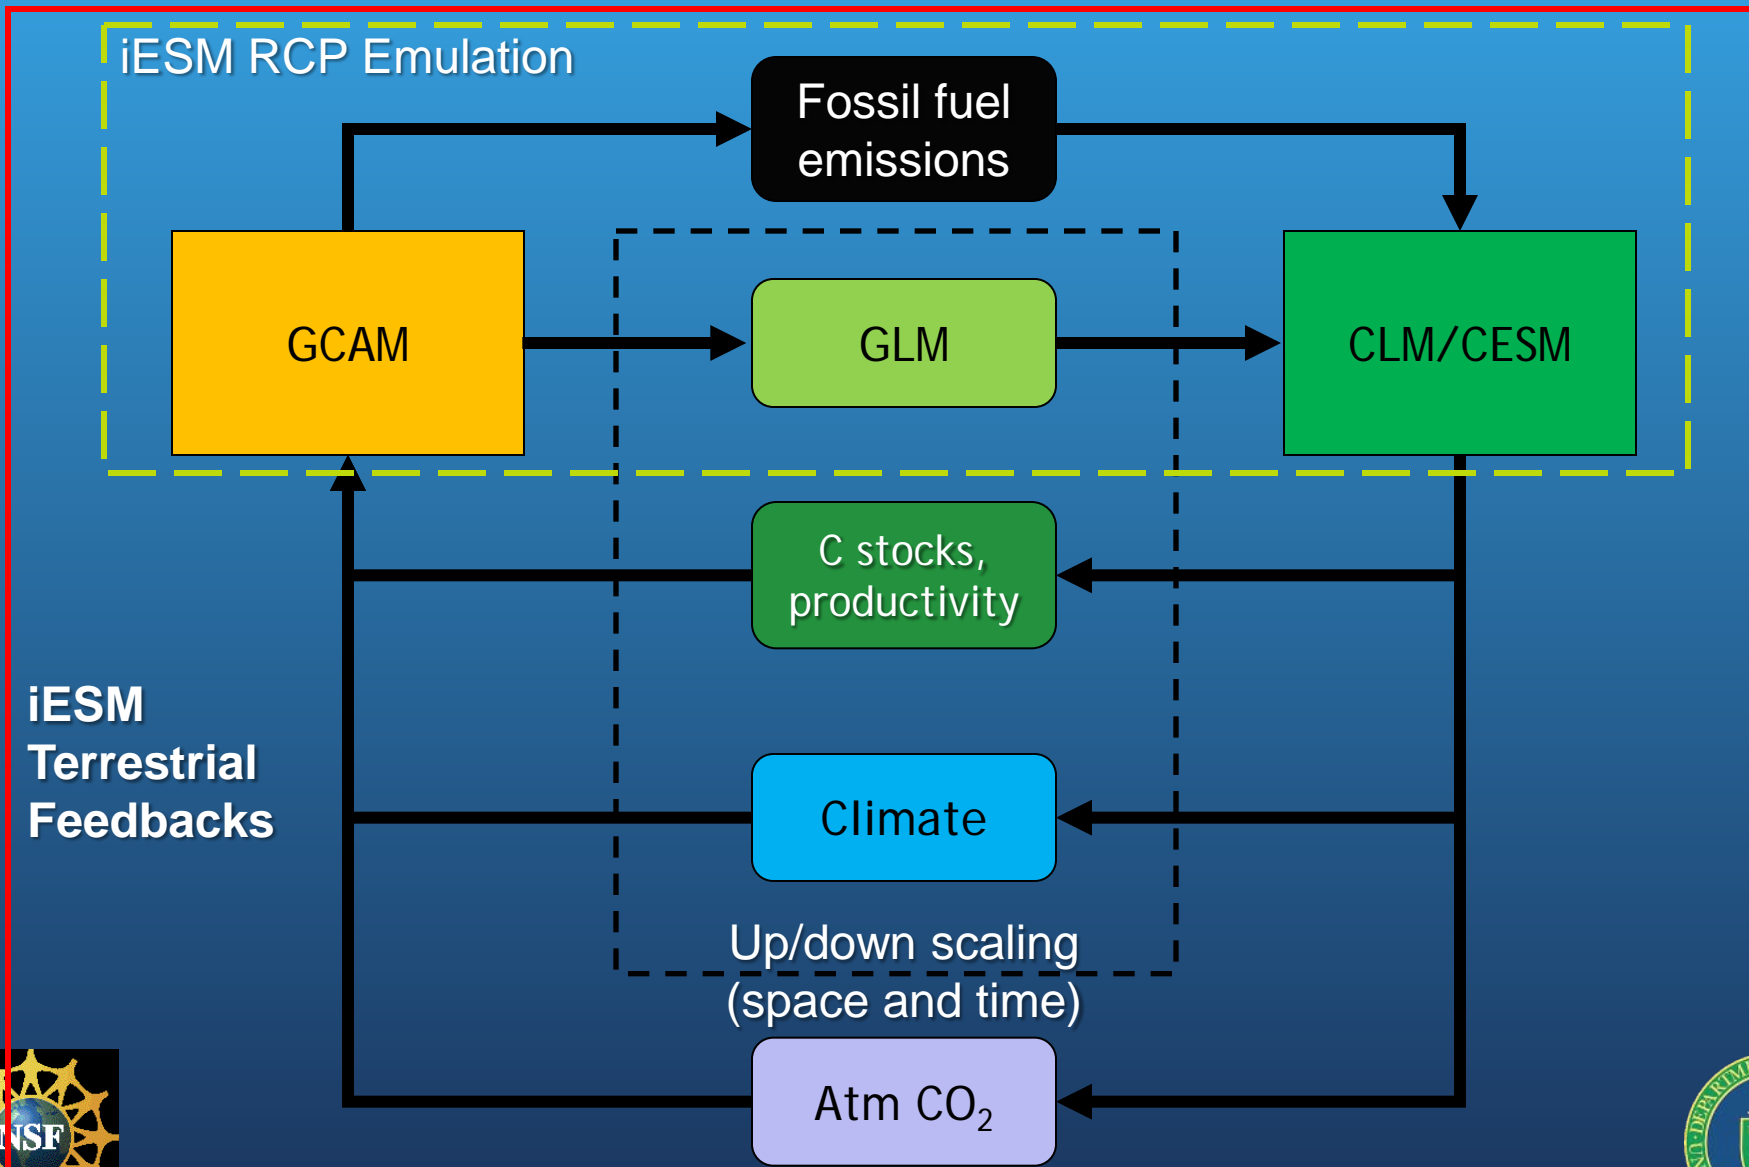 iESM RCP Emulation
Fossil fuel
emissions
GCAM
GLM
CLM/CESM
C stocks,
productivity
iESM
Terrestrial
Feedbacks
Climate
Up/down scaling
(space and time)
Atm CO₂
NSF